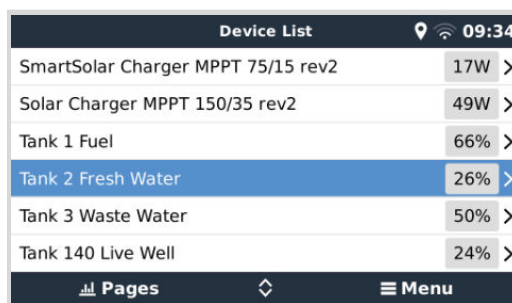 Device List 09:34
SmartSolar Charger MPPT 75/15 rev2 17W
Solar Charger MPPT 150/35 rev2 49W
Tank 1 Fuel 66%
Tank 2 Fresh Water 26%
Tank 3 Waste Water 50%
Tank 140 Live Well 24%
Pages Menu